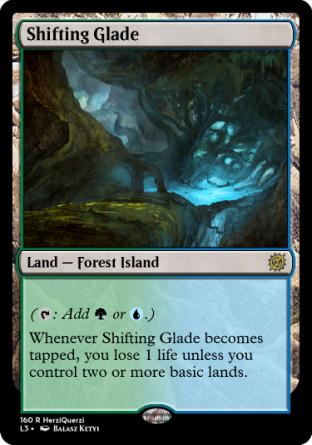 Shifting Glade
Land — Forest Island
(: Add or .)
Whenever Shifting Glade becomes
tapped, you lose 1 life unless you
control two or more basic lands.
160 R HerziQuerzi
L3 • Balasz Ketyi